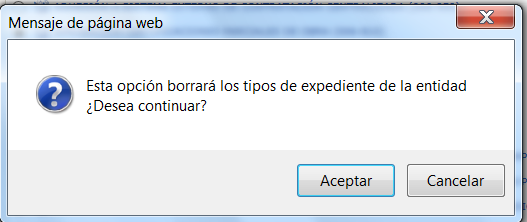 Mensaje de página web
Esta opción borrará los tipos de expediente de la entidad
¿Desea continuar?
Aceptar
Cancelar